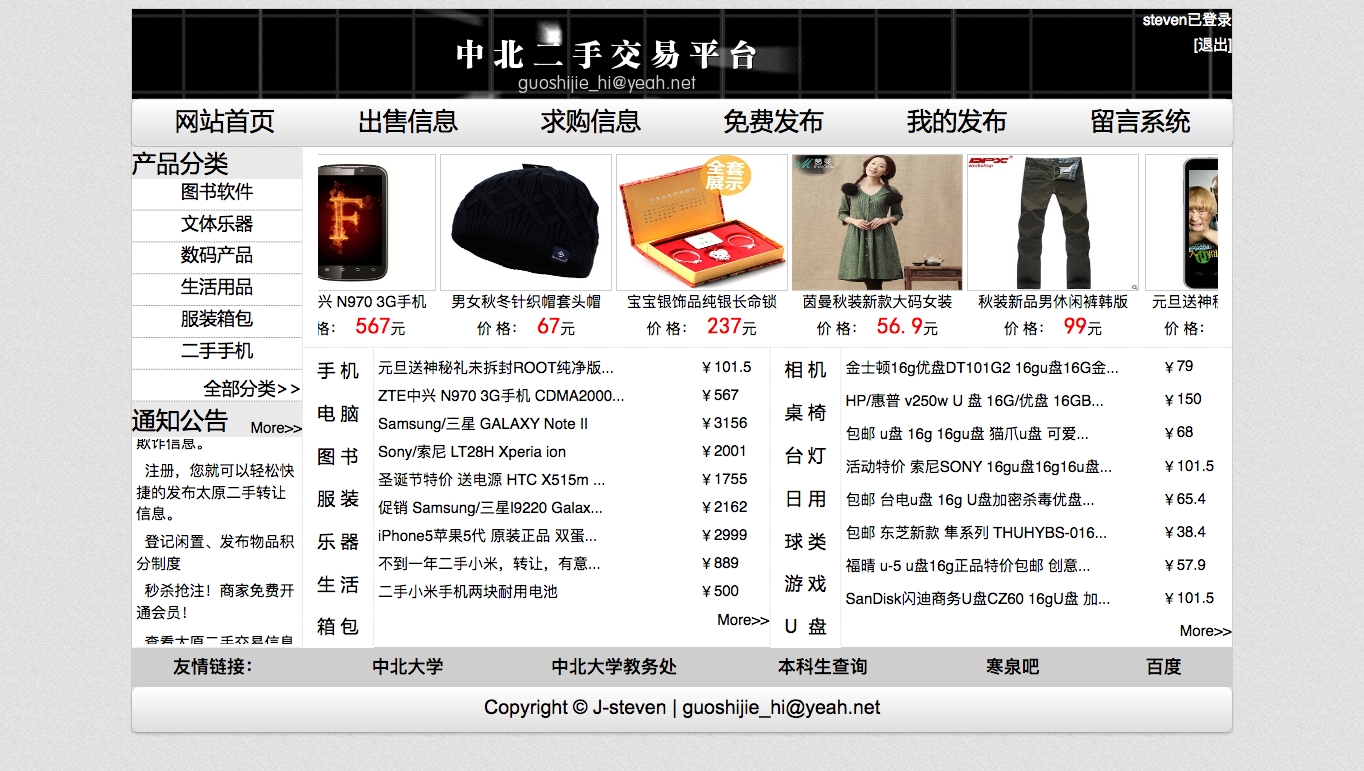 steven已登录
[退出]
中北二手交易平台
guoshijie_hi@yeah.net
网站首页 出售信息 求购信息 免费发布 我的发布 留言系统
产品分类
图书软件
文体乐器
数码产品
生活用品
服装箱包
二手手机
全部分类>>
通知公告 More>>
欺诈信息。
注册，您就可以轻松快
捷的发布太原二手转让
信息。
登记闲置、发布物品积
分制度
秒杀抢注！商家免费开
通会员！
查看太原二手交易信息
F
全套
展示
茵曼
workshop
兴 N970 3G手机 男女秋冬针织帽套头帽 宝宝银饰品纯银长命锁 茵曼秋装新款大码女装 秋装新品男休闲裤韩版 元旦送神秘
格： 567元 价 格： 67元 价 格： 237元 价 格： 56.9元 价 格： 99元 价 格：
手 机
电 脑
图 书
服 装
乐 器
生 活
箱 包
元旦送神秘礼未拆封ROOT纯净版... ￥101.5
ZTE中兴 N970 3G手机 CDMA2000... ￥567
Samsung/三星 GALAXY Note II ￥3156
Sony/索尼 LT28H Xperia ion ￥2001
圣诞节特价 送电源 HTC X515m ... ￥1755
促销 Samsung/三星I9220 Galax... ￥2162
iPhone5苹果5代 原装正品 双蛋... ￥2999
不到一年二手小米，转让，有意... ￥889
二手小米手机两块耐用电池 ￥500
More>>
相 机
桌 椅
台 灯
日 用
球 类
游 戏
U 盘
金士顿16g优盘DT101G2 16gu盘16G金... ￥79
HP/惠普 v250w U 盘 16G/优盘 16GB... ￥150
包邮 u盘 16g 16gu盘 猫爪u盘 可爱... ￥68
活动特价 索尼SONY 16gu盘16g16u盘... ￥101.5
包邮 台电u盘 16g U盘加密杀毒优盘... ￥65.4
包邮 东芝新款 隼系列 THUHYBS-016... ￥38.4
福晴 u-5 u盘16g正品特价包邮 创意... ￥57.9
SanDisk闪迪商务U盘CZ60 16gU盘 加... ￥101.5
More>>
友情链接： 中北大学 中北大学教务处 本科生查询 寒泉吧 百度
Copyright © J-steven | guoshijie_hi@yeah.net